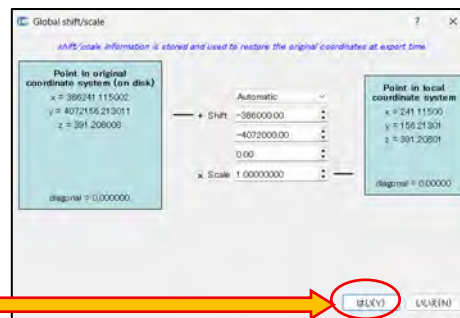 Global shift/scale
? ×
shift/scale information is stored and used to restore the original coordinates at export time
Point in original
coordinate system (on disk)
x = 386241.115002
y = 4072156.213011
z = 391.208008
diagonal = 0.000000
Automatic
+ Shift -386000.00
-4072000.00
0.00
x Scale 1.00000000
Point in local
coordinate system
x = 241.11500
y = 156.21301
z = 391.20801
diagonal = 0.000000
はい(Y) いいえ(N)